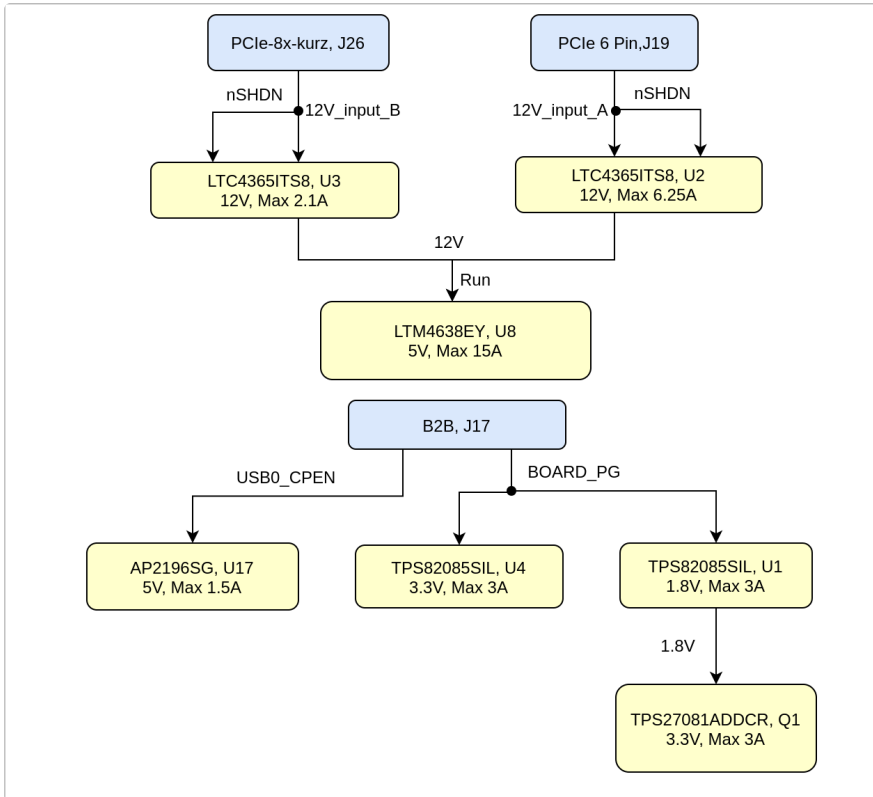 PCIe-8x-kurz, J26
PCIe 6 Pin,J19
nSHDN
nSHDN
12V_input_B
12V_input_A
LTC4365ITS8, U3
12V, Max 2.1A
LTC4365ITS8, U2
12V, Max 6.25A
12V
Run
LTM4638EY, U8
5V, Max 15A
B2B, J17
USB0_CPEN
BOARD_PG
AP2196SG, U17
5V, Max 1.5A
TPS82085SIL, U4
3.3V, Max 3A
TPS82085SIL, U1
1.8V, Max 3A
1.8V
TPS27081ADDCR, Q1
3.3V, Max 3A